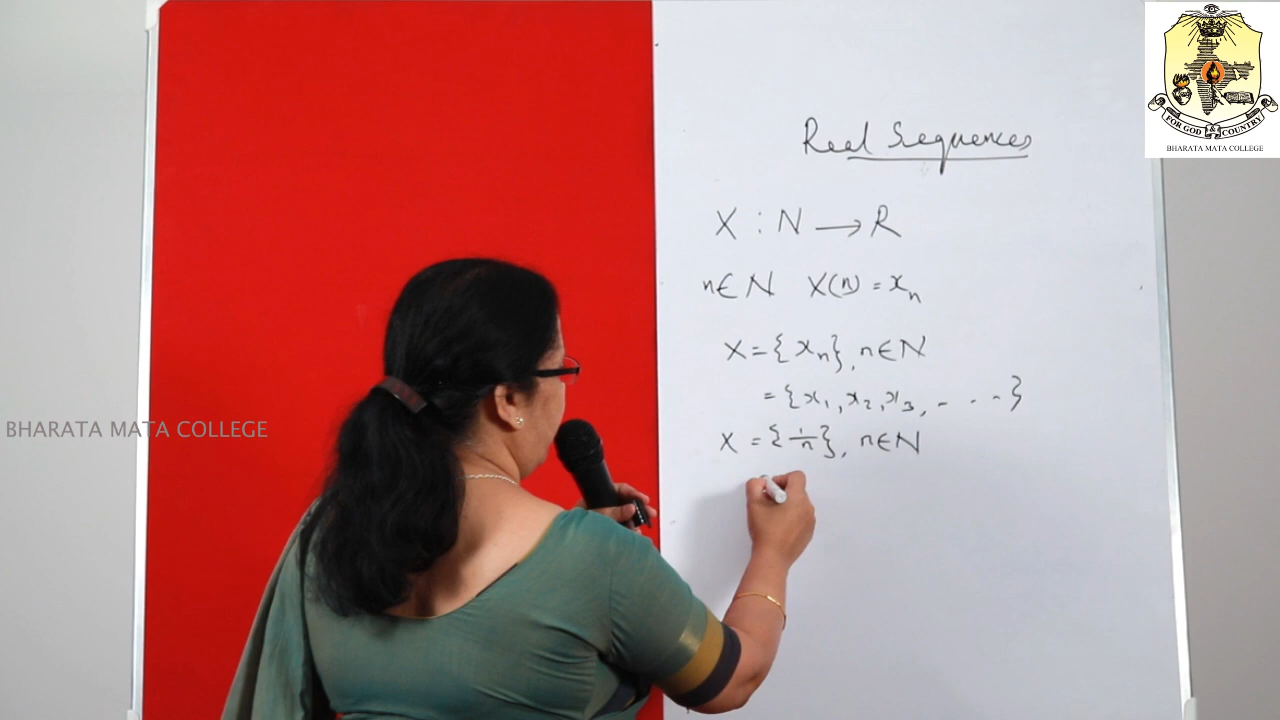 Real Sequences
X : N → R
n∈N X(n) = xₙ
X = {xₙ}, n∈N
= {x₁, x₂, x₃, - - - -}
X = {1/n}, n∈N
FOR GOD & COUNTRY
BHARATA MATA COLLEGE
BHARATA MATA COLLEGE